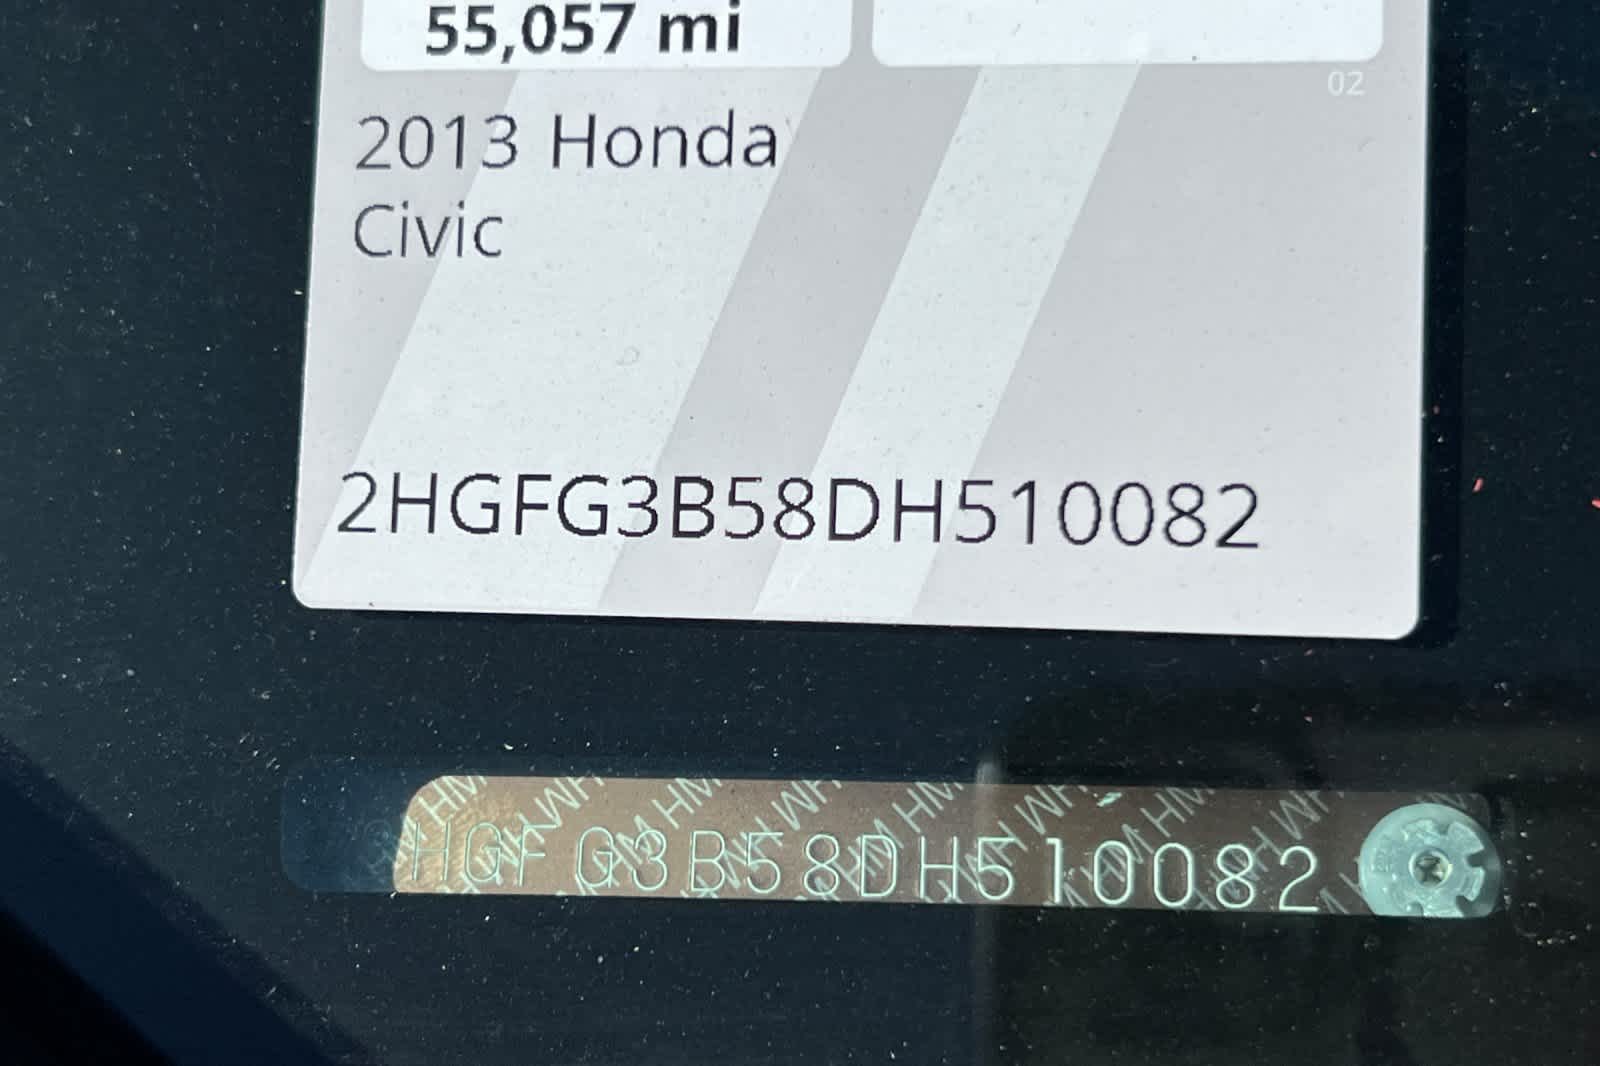 55,057 mi
02
2013 Honda
Civic
2HGFG3B58DH510082
HGFG3B58DH510082